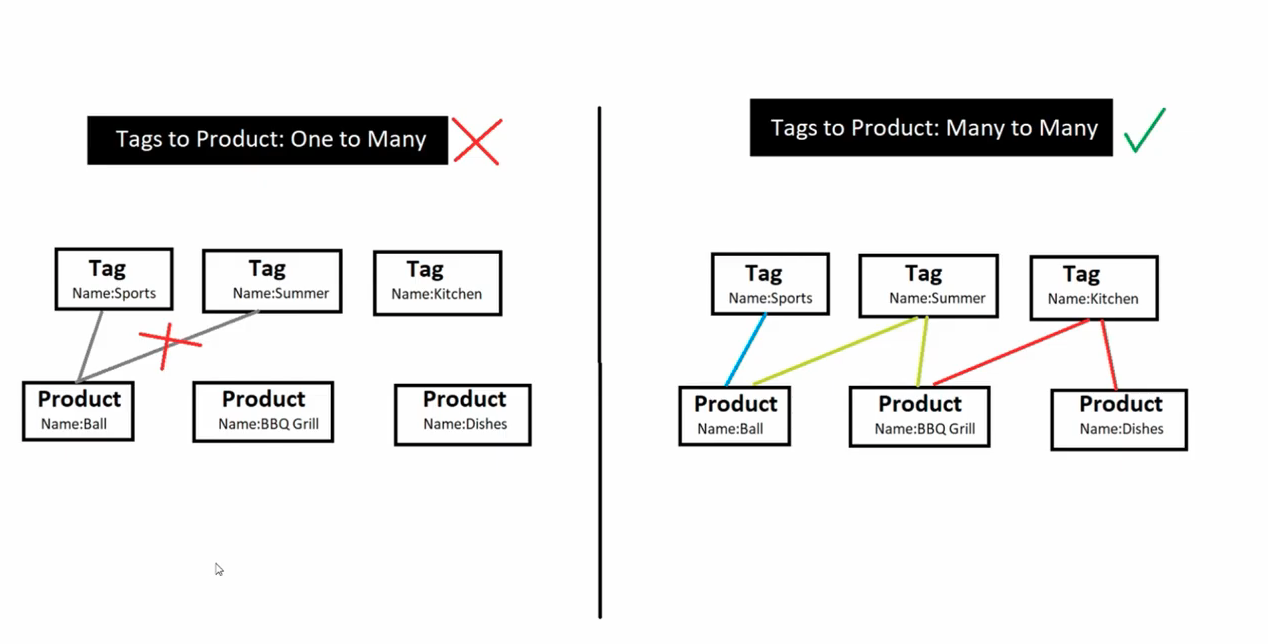 Tags to Product: One to Many
Tag
Name:Sports
Tag
Name:Summer
Tag
Name:Kitchen
Product
Name:Ball
Product
Name:BBQ Grill
Product
Name:Dishes
Tags to Product: Many to Many
Tag
Name:Sports
Tag
Name:Summer
Tag
Name:Kitchen
Product
Name:Ball
Product
Name:BBQ Grill
Product
Name:Dishes